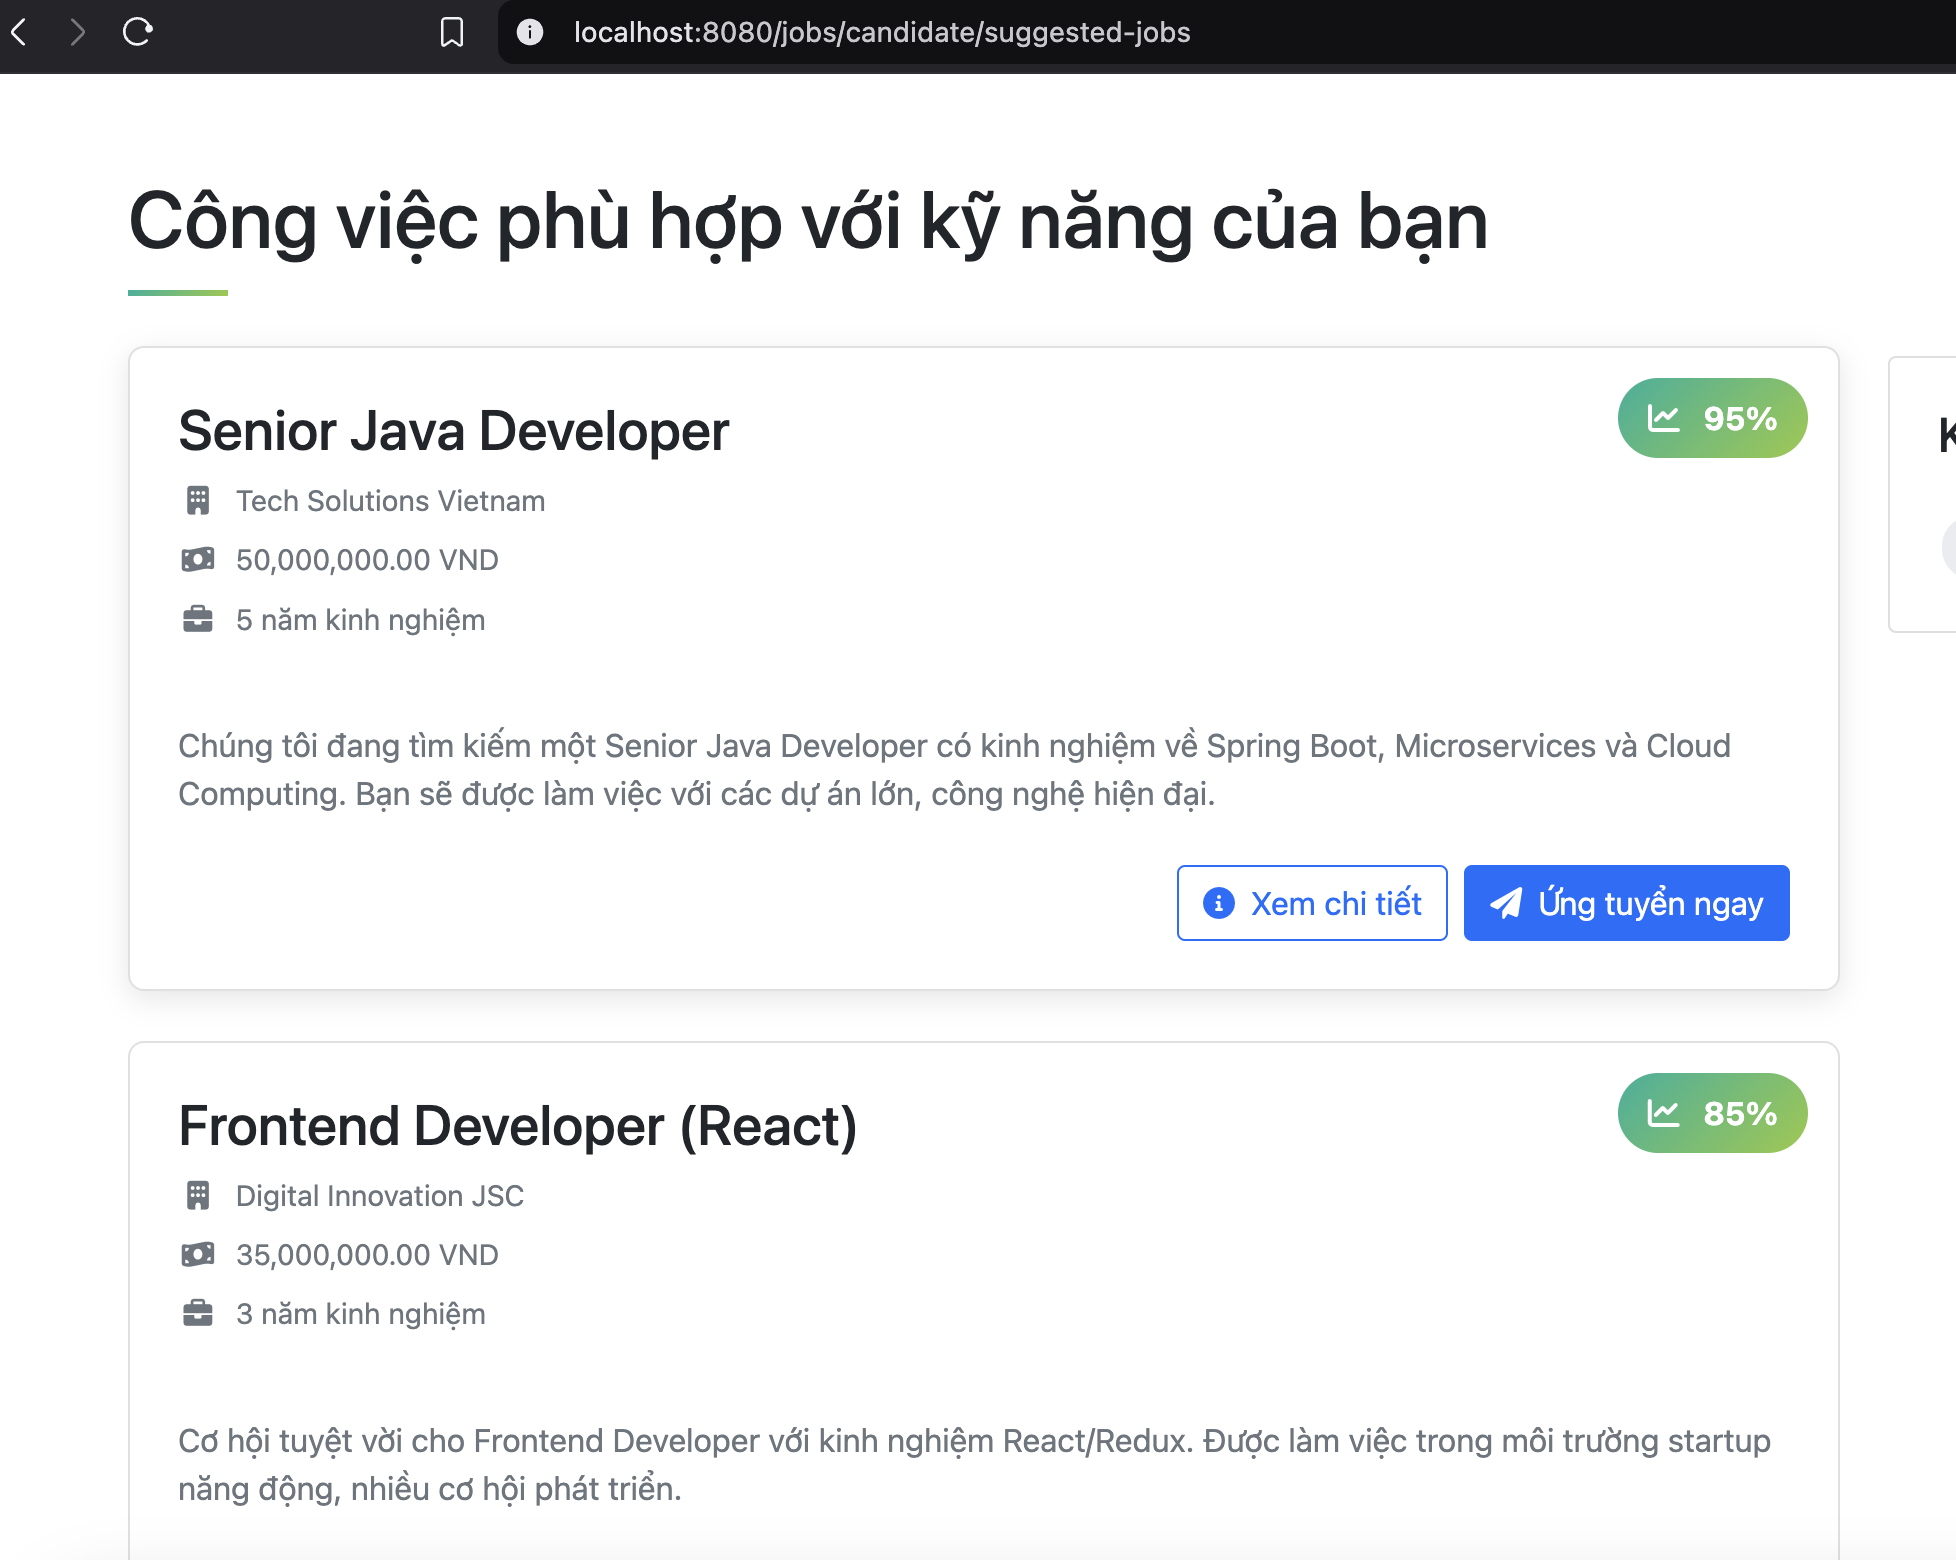 localhost:8080/jobs/candidate/suggested-jobs
Công việc phù hợp với kỹ năng của bạn
Senior Java Developer
95%
Tech Solutions Vietnam
50,000,000.00 VND
5 năm kinh nghiệm
Chúng tôi đang tìm kiếm một Senior Java Developer có kinh nghiệm về Spring Boot, Microservices và Cloud
Computing. Bạn sẽ được làm việc với các dự án lớn, công nghệ hiện đại.
Xem chi tiết
Ứng tuyển ngay
Frontend Developer (React)
85%
Digital Innovation JSC
35,000,000.00 VND
3 năm kinh nghiệm
Cơ hội tuyệt vời cho Frontend Developer với kinh nghiệm React/Redux. Được làm việc trong môi trường startup
năng động, nhiều cơ hội phát triển.